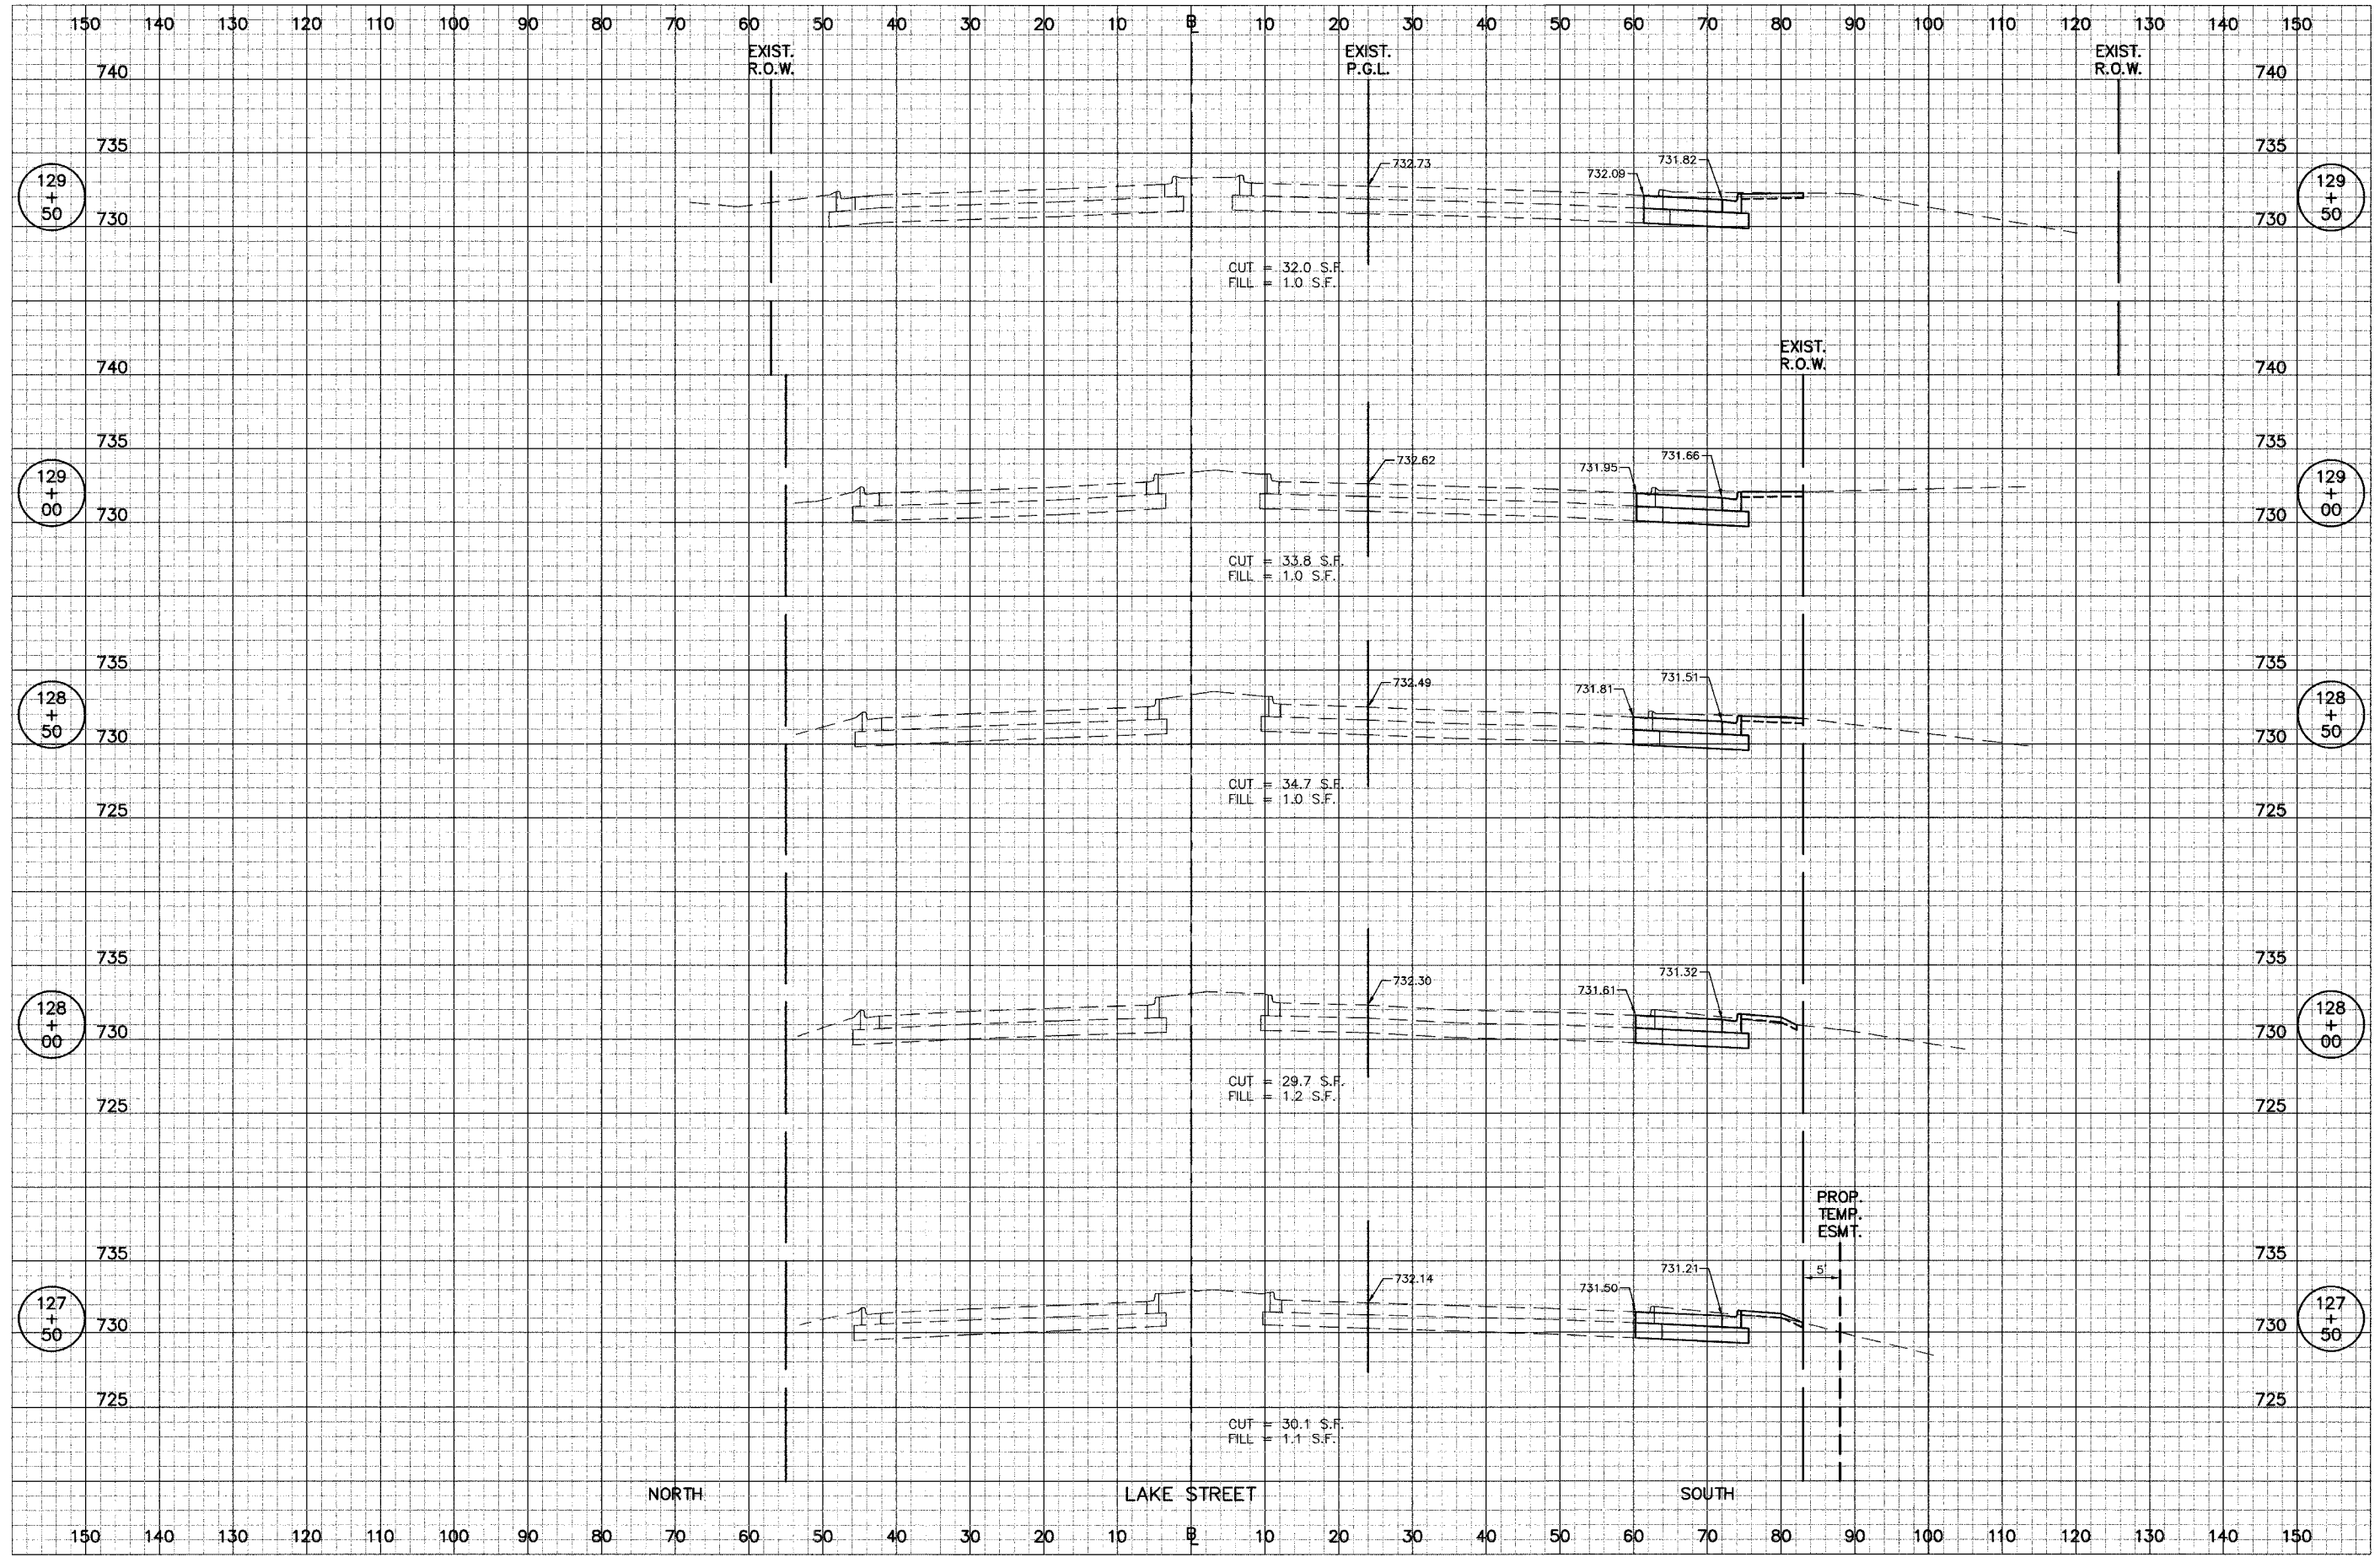 150 140 130 120 110 100 90 80 70 60 50 40 30 20 10 B 10 20 30 40 50 60 70 80 90 100 110 120 130 140 150
EXIST. EXIST. EXIST.
R.O.W. P.G.L. R.O.W.
740 740
735 735
732.73 732.09 731.82
129 + 50 129 + 50
730 730
CUT = 32.0 S.F.
FILL = 1.0 S.F.
EXIST.
R.O.W.
740 740
735 735
732.62 731.95 731.66
129 + 00 129 + 00
730 730
CUT = 33.8 S.F.
FILL = 1.0 S.F.
735 735
732.49 731.81 731.51
128 + 50 128 + 50
730 730
CUT = 34.7 S.F.
FILL = 1.0 S.F.
725 725
735 735
732.30 731.61 731.32
128 + 00 128 + 00
730 730
CUT = 29.7 S.F.
FILL = 1.2 S.F.
725 725
PROP.
TEMP.
ESMT.
735 735
5'
732.14 731.50 731.21
127 + 50 127 + 50
730 730
725 725
CUT = 30.1 S.F.
FILL = 1.1 S.F.
NORTH LAKE STREET SOUTH
150 140 130 120 110 100 90 80 70 60 50 40 30 20 10 B 10 20 30 40 50 60 70 80 90 100 110 120 130 140 150